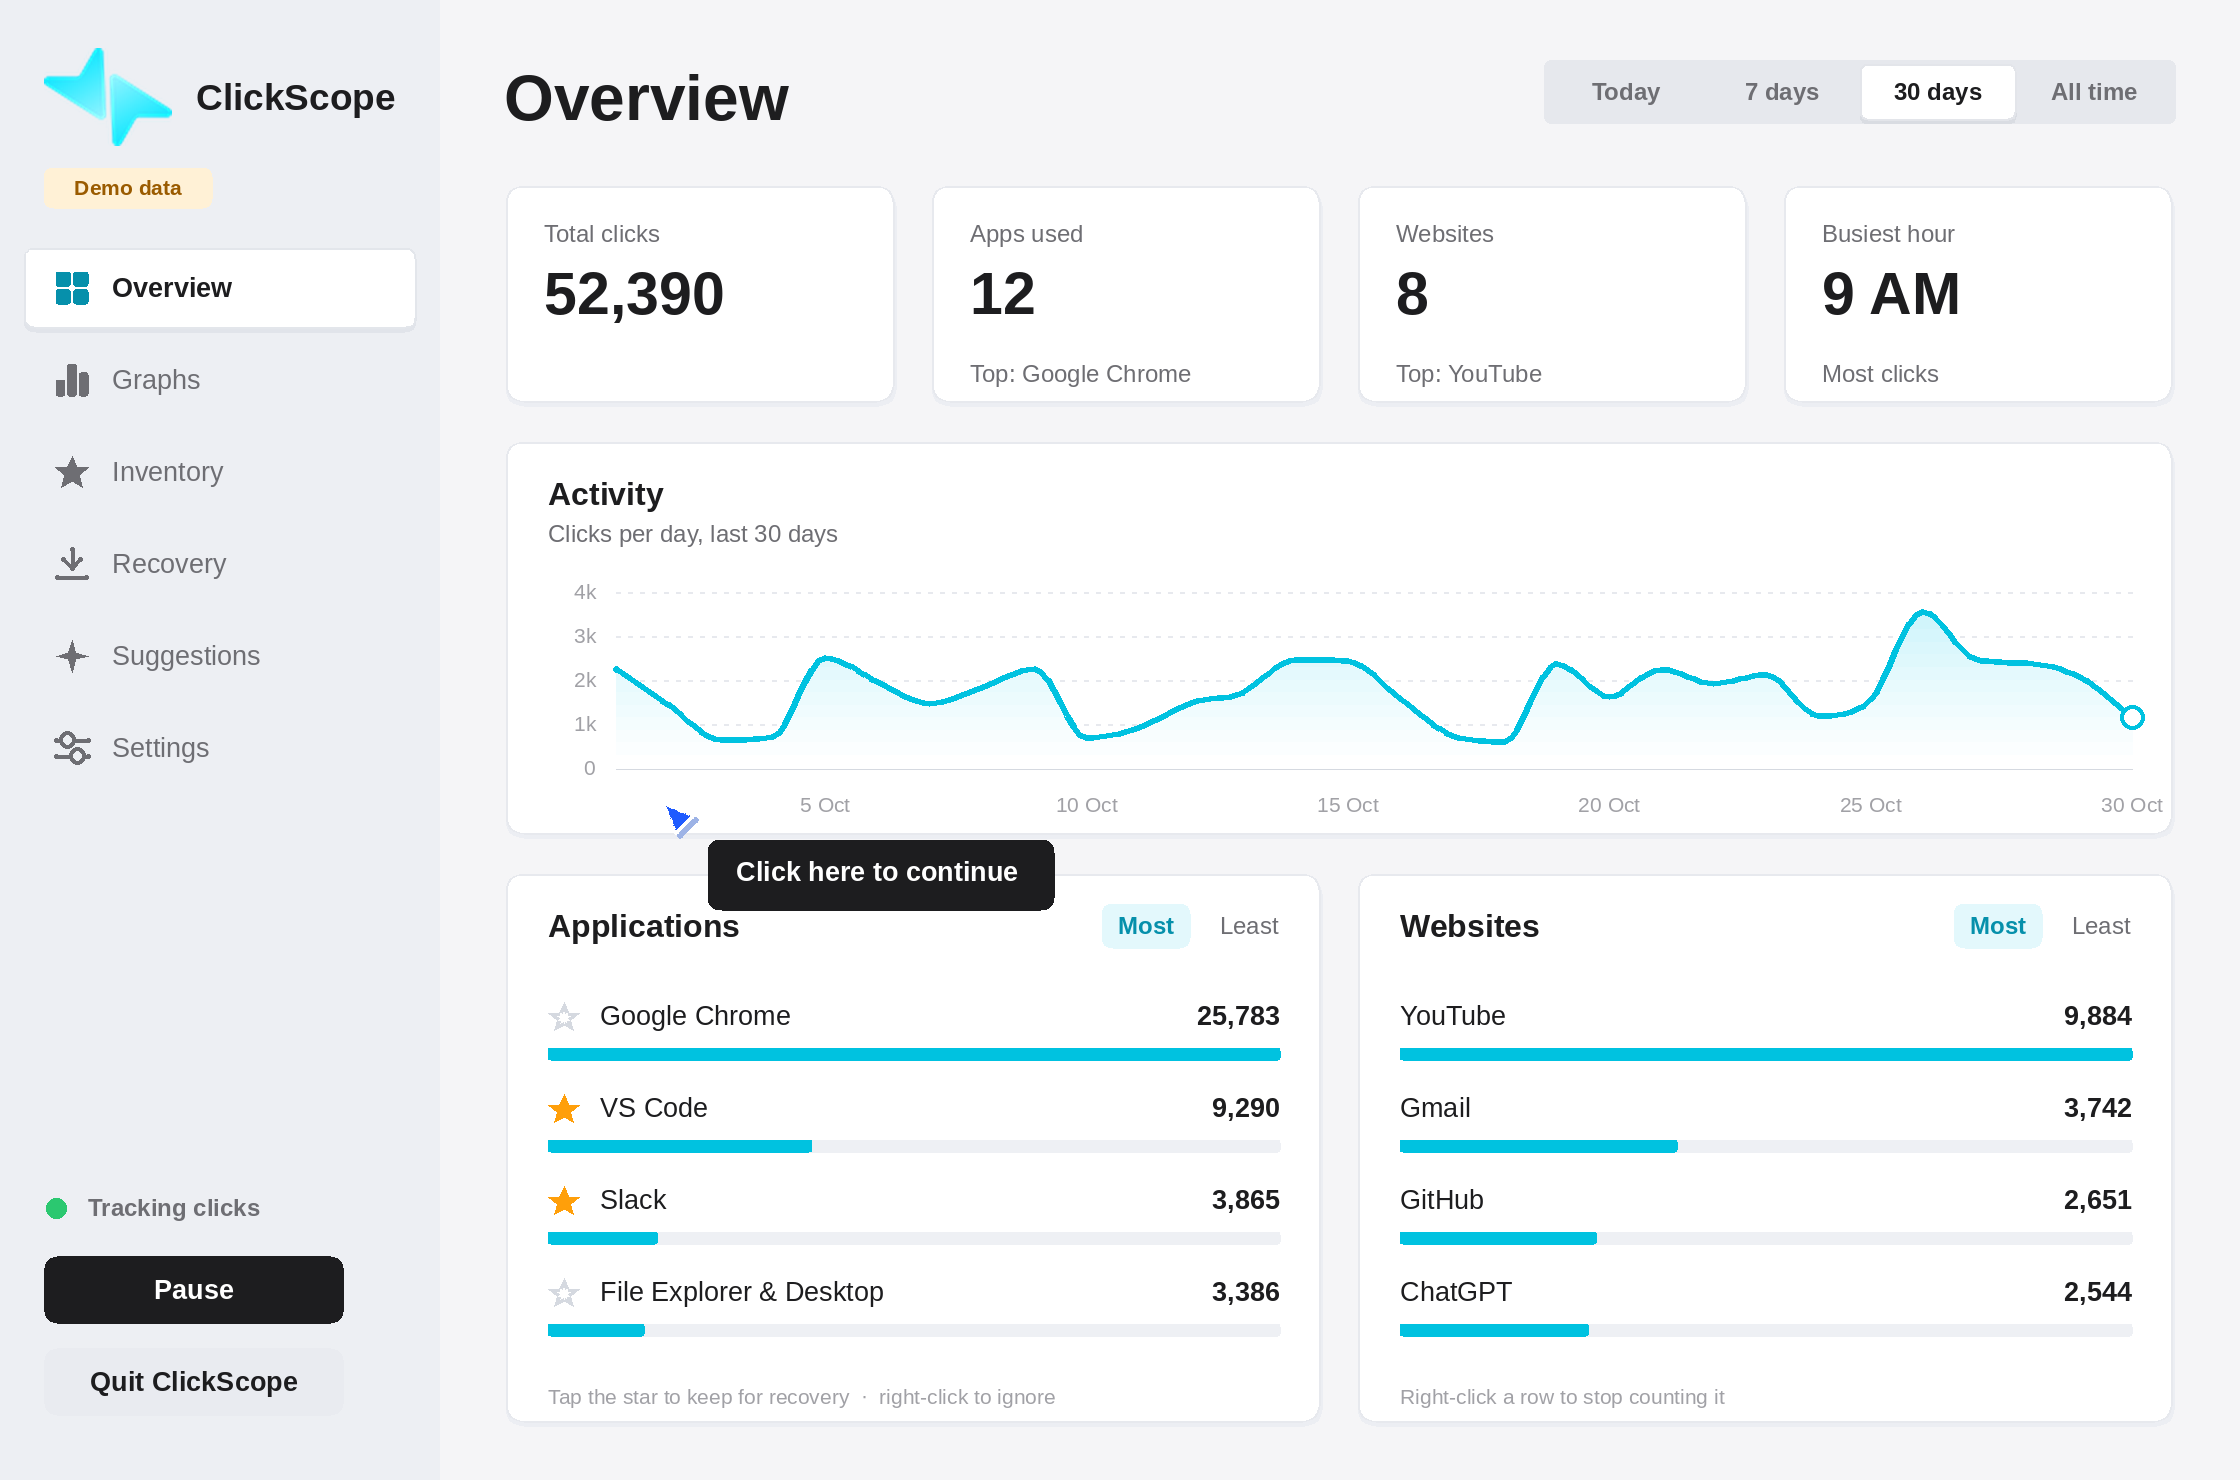 ClickScope
Demo data
Overview
Graphs
Inventory
Recovery
Suggestions
Settings
Tracking clicks
Pause
Quit ClickScope
Overview
Today 7 days 30 days All time
Total clicks
52,390
Apps used
12
Top: Google Chrome
Websites
8
Top: YouTube
Busiest hour
9 AM
Most clicks
Activity
Clicks per day, last 30 days
4k
3k
2k
1k
0
5 Oct 10 Oct 15 Oct 20 Oct 25 Oct 30 Oct
Click here to continue
Applications Most Least
Google Chrome 25,783
VS Code 9,290
Slack 3,865
File Explorer & Desktop 3,386
Tap the star to keep for recovery · right-click to ignore
Websites Most Least
YouTube 9,884
Gmail 3,742
GitHub 2,651
ChatGPT 2,544
Right-click a row to stop counting it